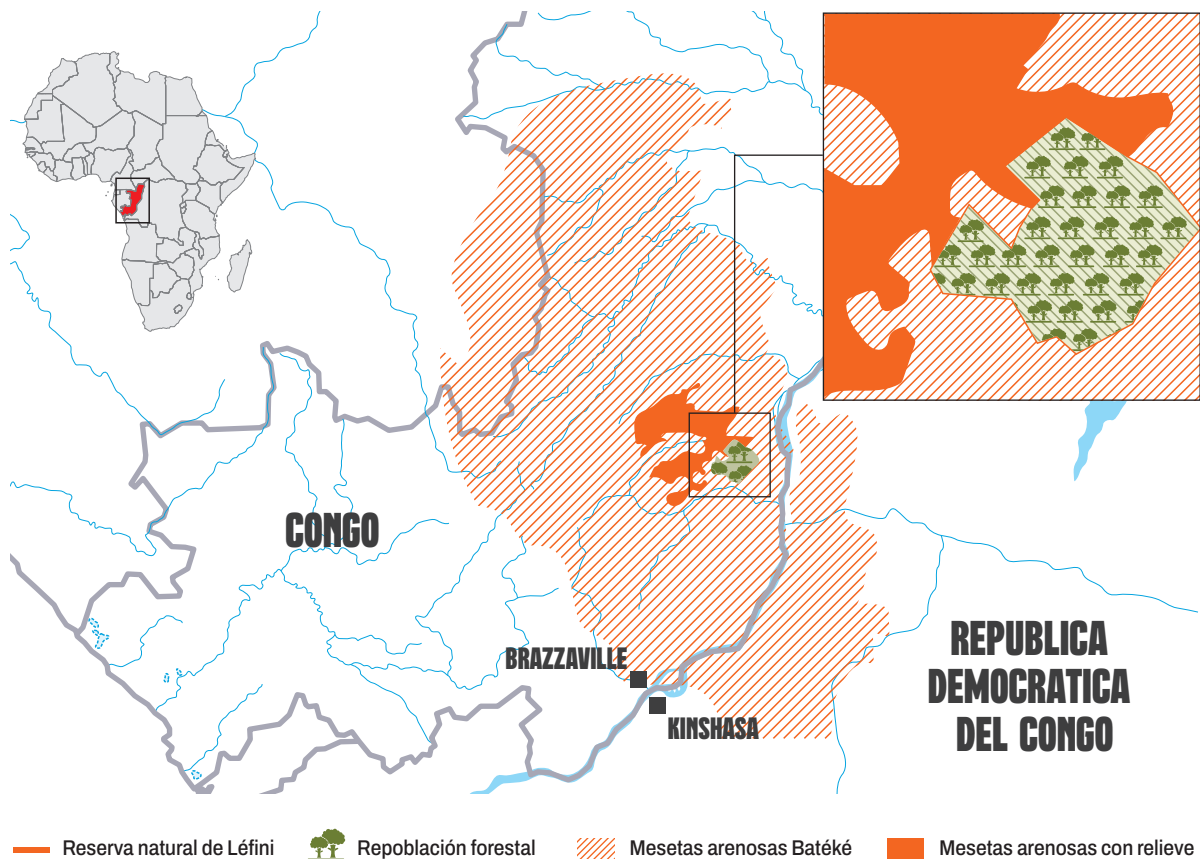 CONGO
BRAZZAVILLE
KINSHASA
REPUBLICA
DEMOCRATICA
DEL CONGO
Reserva natural de Léfini
Repoblación forestal
Mesetas arenosas Batéké
Mesetas arenosas con relieve